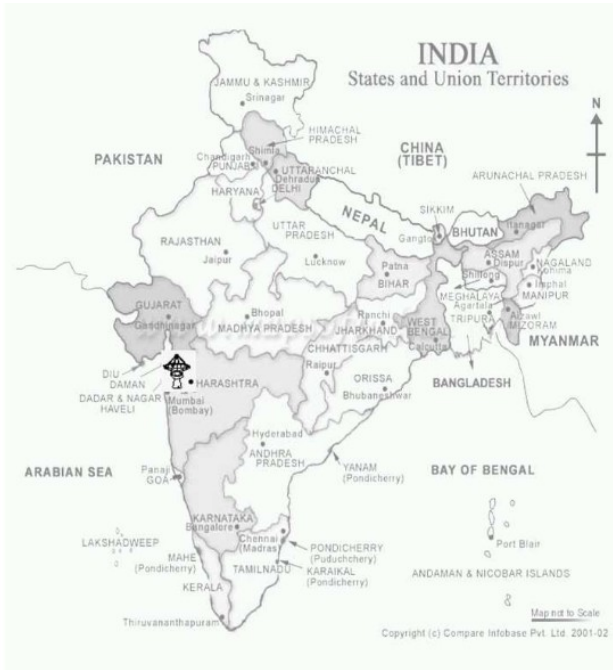 INDIA
States and Union Territories
JAMMU & KASHMIR
Srinagar
N
HIMACHAL
PRADESH
Shimla
CHINA
(TIBET)
PAKISTAN
Chandigarh
PUNJAB
UTTARANCHAL
Dehradun
ARUNACHAL PRADESH
HARYANA
DELHI
SIKKIM
NEPAL
Gangtok
BHUTAN
Itanagar
UTTAR
PRADESH
RAJASTHAN
Jaipur
Lucknow
ASSAM
Dispur
NAGALAND
Kohima
Patna
BIHAR
Shillong
MEGHALAYA
Imphal
MANIPUR
Agartala
TRIPURA
Aizawl
MIZORAM
GUJARAT
Gandhinagar
Bhopal
MADHYA PRADESH
Ranchi
JHARKHAND
WEST
BENGAL
Calcutta
MYANMAR
CHHATTISGARH
Raipur
DIU
DAMAN
DADAR & NAGAR
HAVELI
HARASHTRA
Mumbai
(Bombay)
ORISSA
Bhubaneshwar
BANGLADESH
Hyderabad
ANDHRA
PRADESH
ARABIAN SEA
Panaji
GOA
YANAM
(Pondicherry)
BAY OF BENGAL
KARNATAKA
Bangalore
Chennai
(Madras)
PONDICHERRY
(Puduchcherry)
LAKSHADWEEP
MAHE
(Pondicherry)
TAMILNADU
KARAIKAL
(Pondicherry)
Port Blair
ANDAMAN & NICOBAR ISLANDS
KERALA
Thiruvananthapuram
Map not to Scale
Copyright (c) Compare Infobase Pvt. Ltd. 2001-02